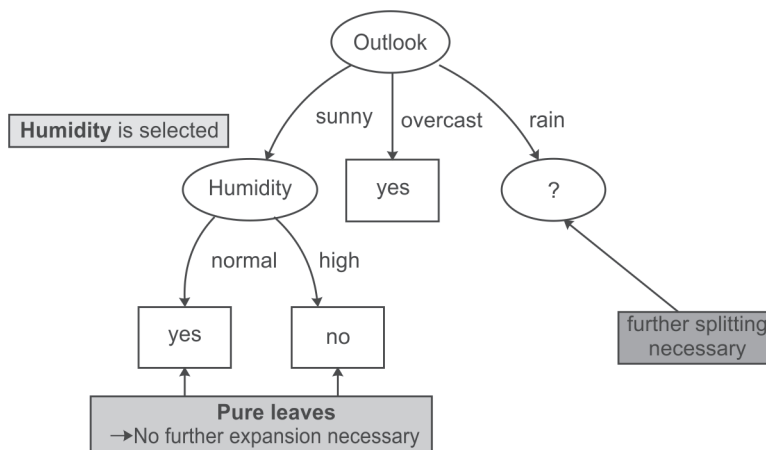 Outlook
sunny
overcast
rain
Humidity is selected
Humidity
yes
?
normal
high
yes
no
further splitting
necessary
Pure leaves
→No further expansion necessary